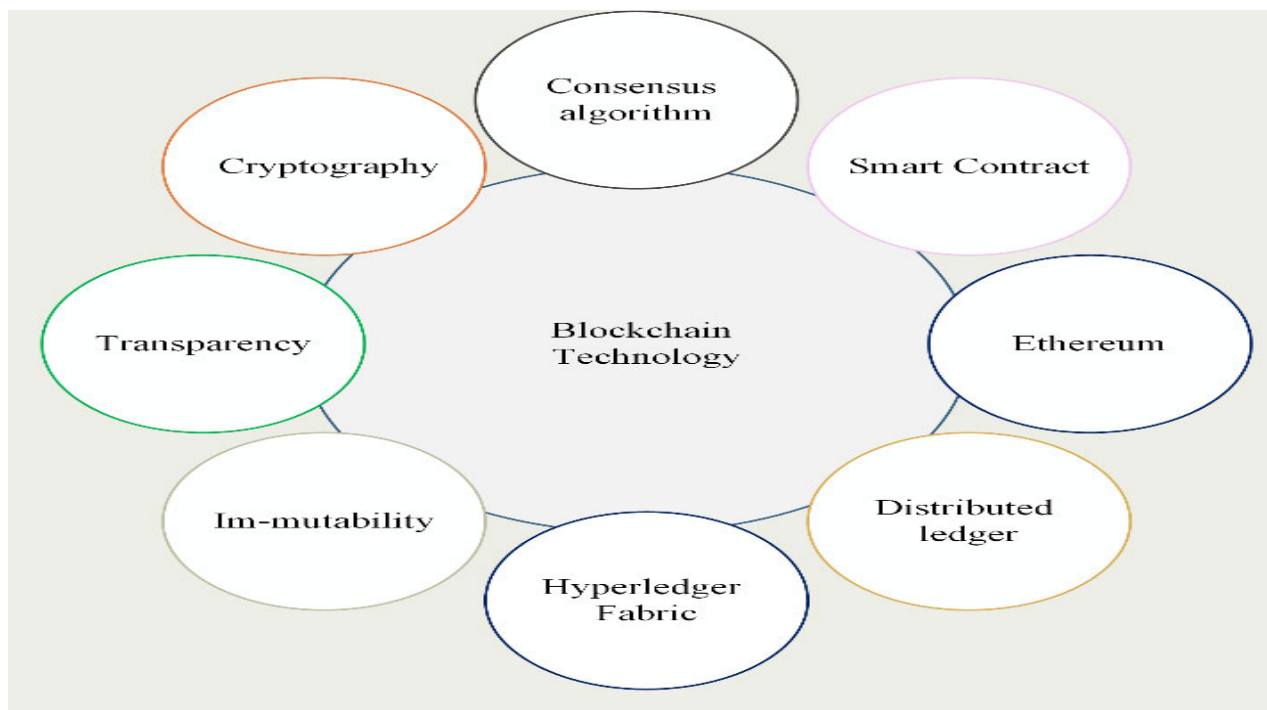 Consensus
algorithm
Cryptography
Smart Contract
Transparency
Blockchain
Technology
Ethereum
Im-mutability
Distributed
ledger
Hyperledger
Fabric